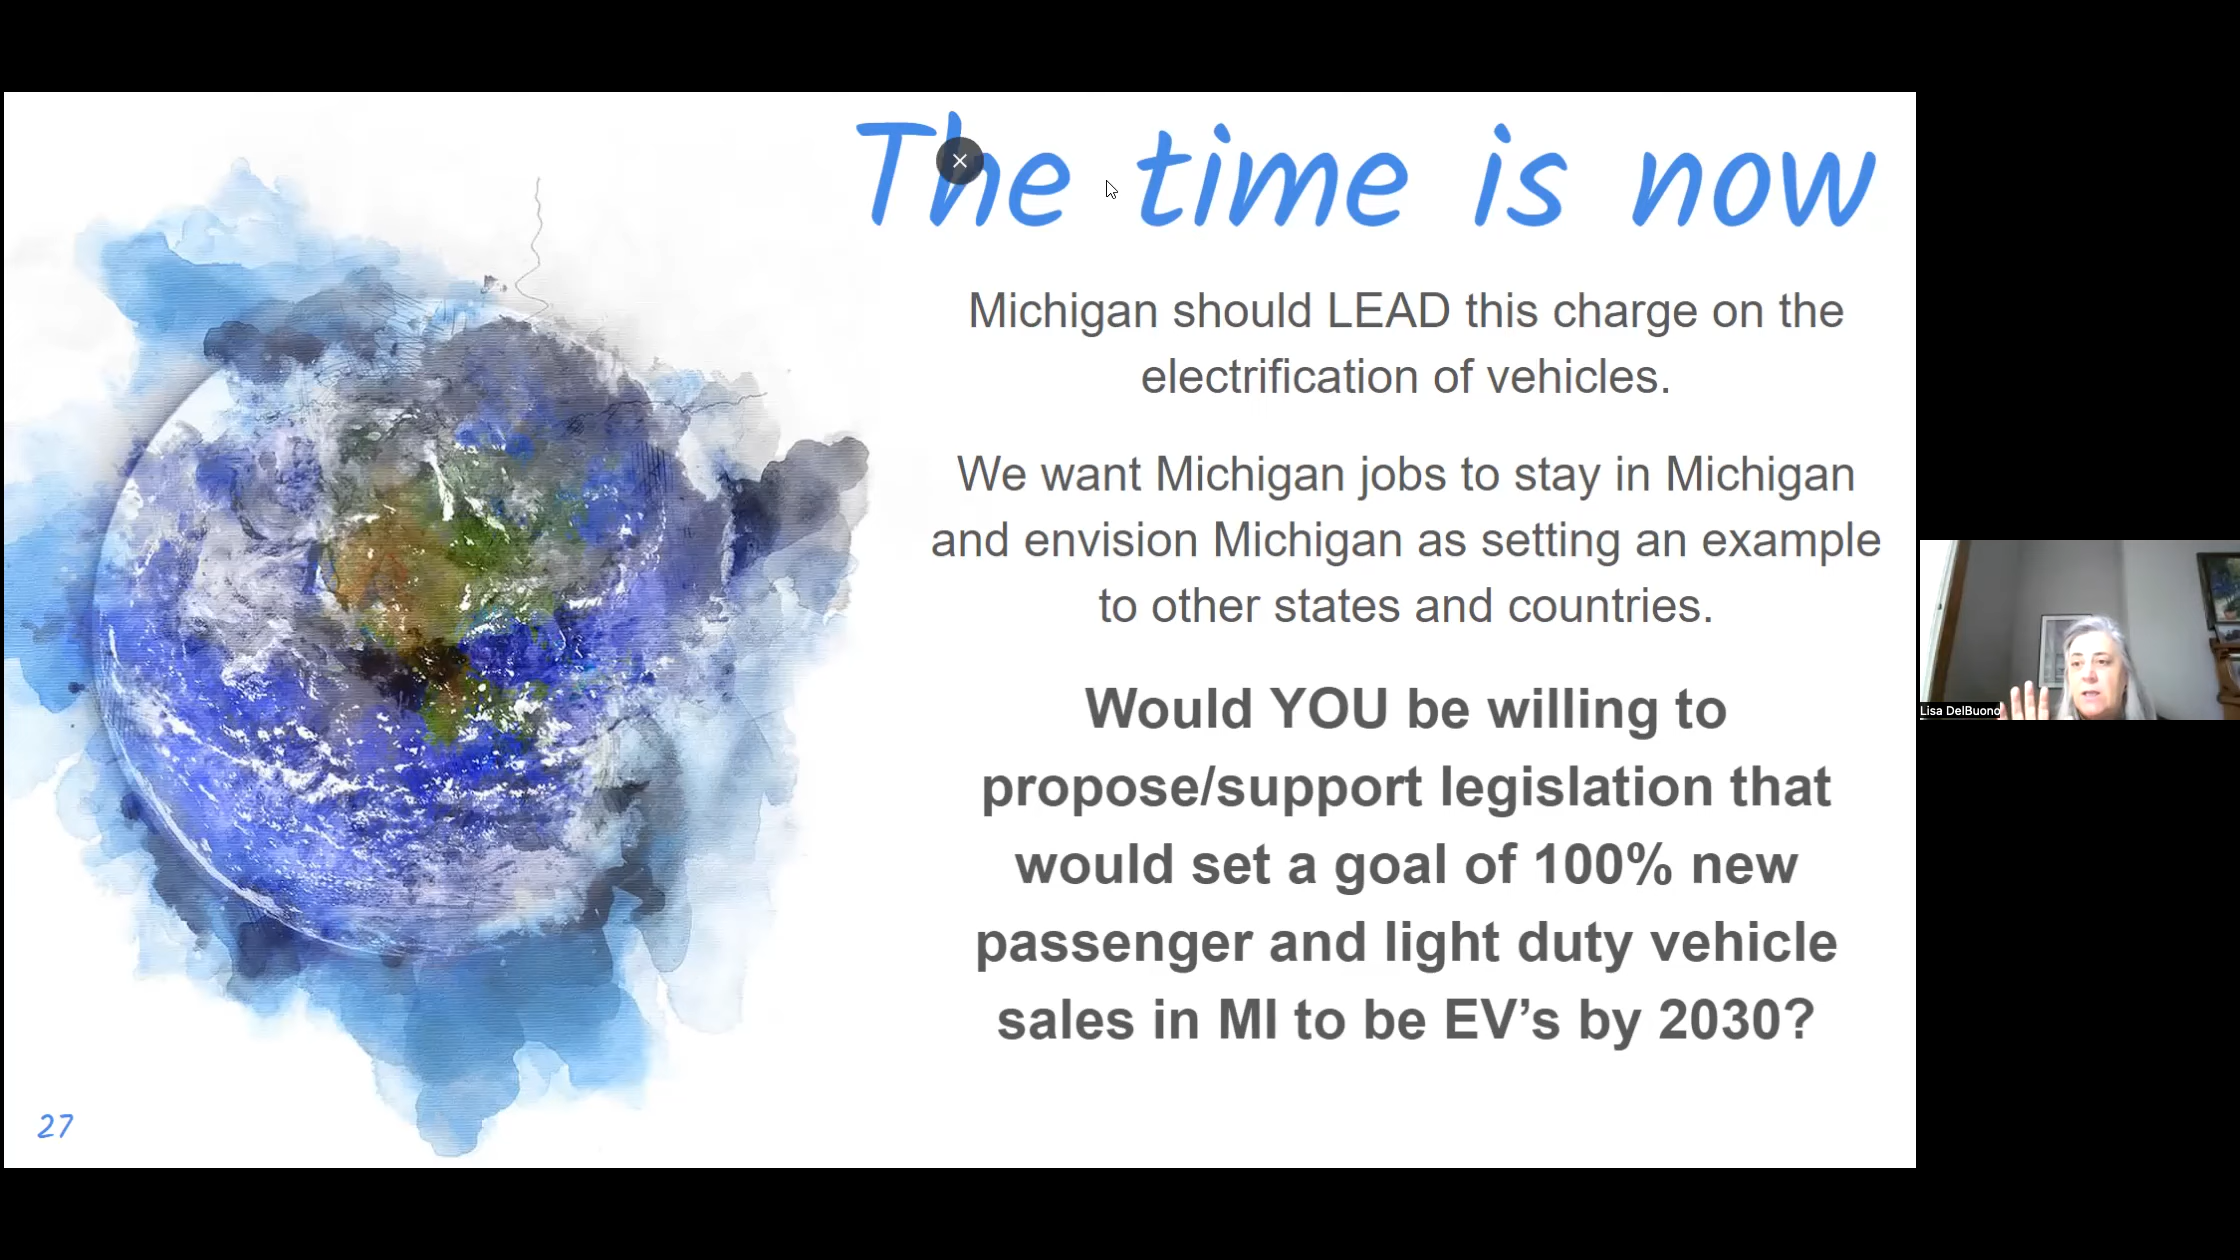 The time is now
Michigan should LEAD this charge on the
electrification of vehicles.
We want Michigan jobs to stay in Michigan
and envision Michigan as setting an example
to other states and countries.
Would YOU be willing to
propose/support legislation that
would set a goal of 100% new
passenger and light duty vehicle
sales in MI to be EV’s by 2030?
27
Lisa DelBuono